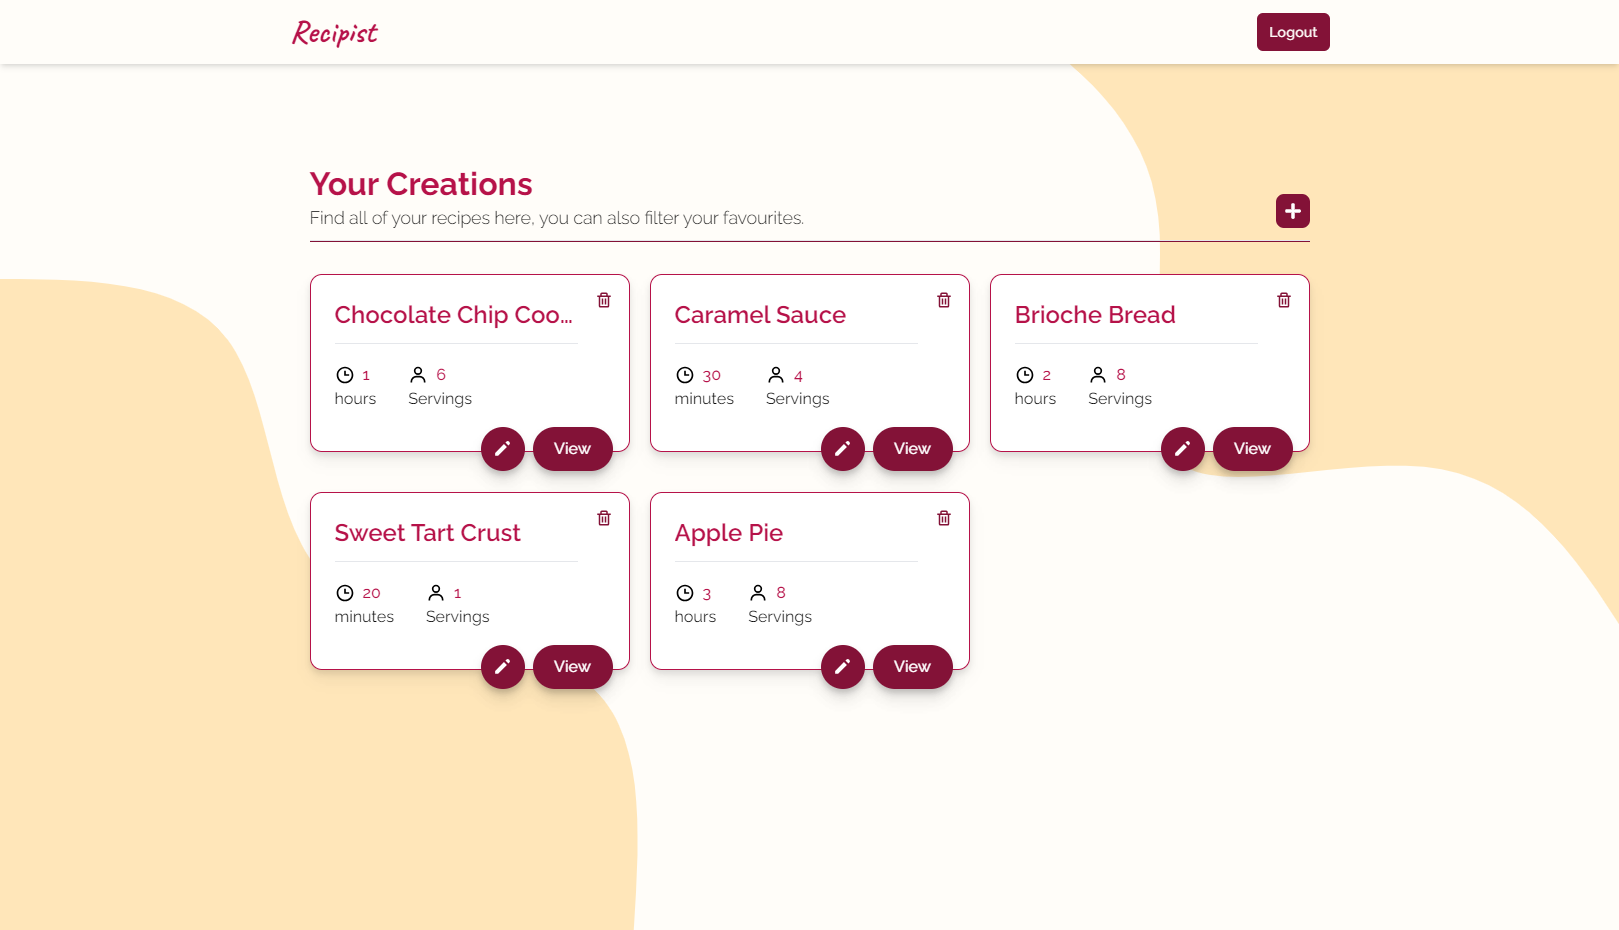 Recipist
Logout
Your Creations
Find all of your recipes here, you can also filter your favourites.
Chocolate Chip Coo...
1
hours
6
Servings
View
Caramel Sauce
30
minutes
4
Servings
View
Brioche Bread
2
hours
8
Servings
View
Sweet Tart Crust
20
minutes
1
Servings
View
Apple Pie
3
hours
8
Servings
View